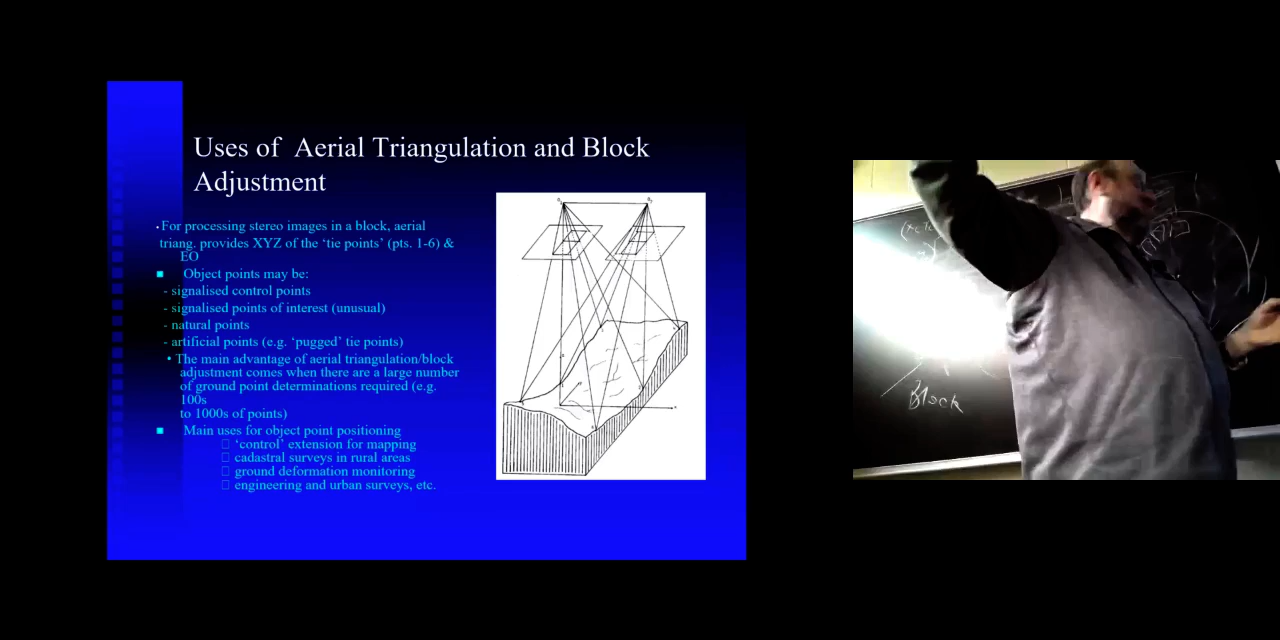 Uses of Aerial Triangulation and Block
Adjustment
• For processing stereo images in a block, aerial
triang. provides XYZ of the ‘tie points’ (pts. 1-6) &
EO
■ Object points may be:
- signalised control points
- signalised points of interest (unusual)
- natural points
- artificial points (e.g. ‘pugged’ tie points)
• The main advantage of aerial triangulation/block
adjustment comes when there are a large number
of ground point determinations required (e.g.
100s
to 1000s of points)
■ Main uses for object point positioning
‘control’ extension for mapping
cadastral surveys in rural areas
ground deformation monitoring
engineering and urban surveys, etc.
Block